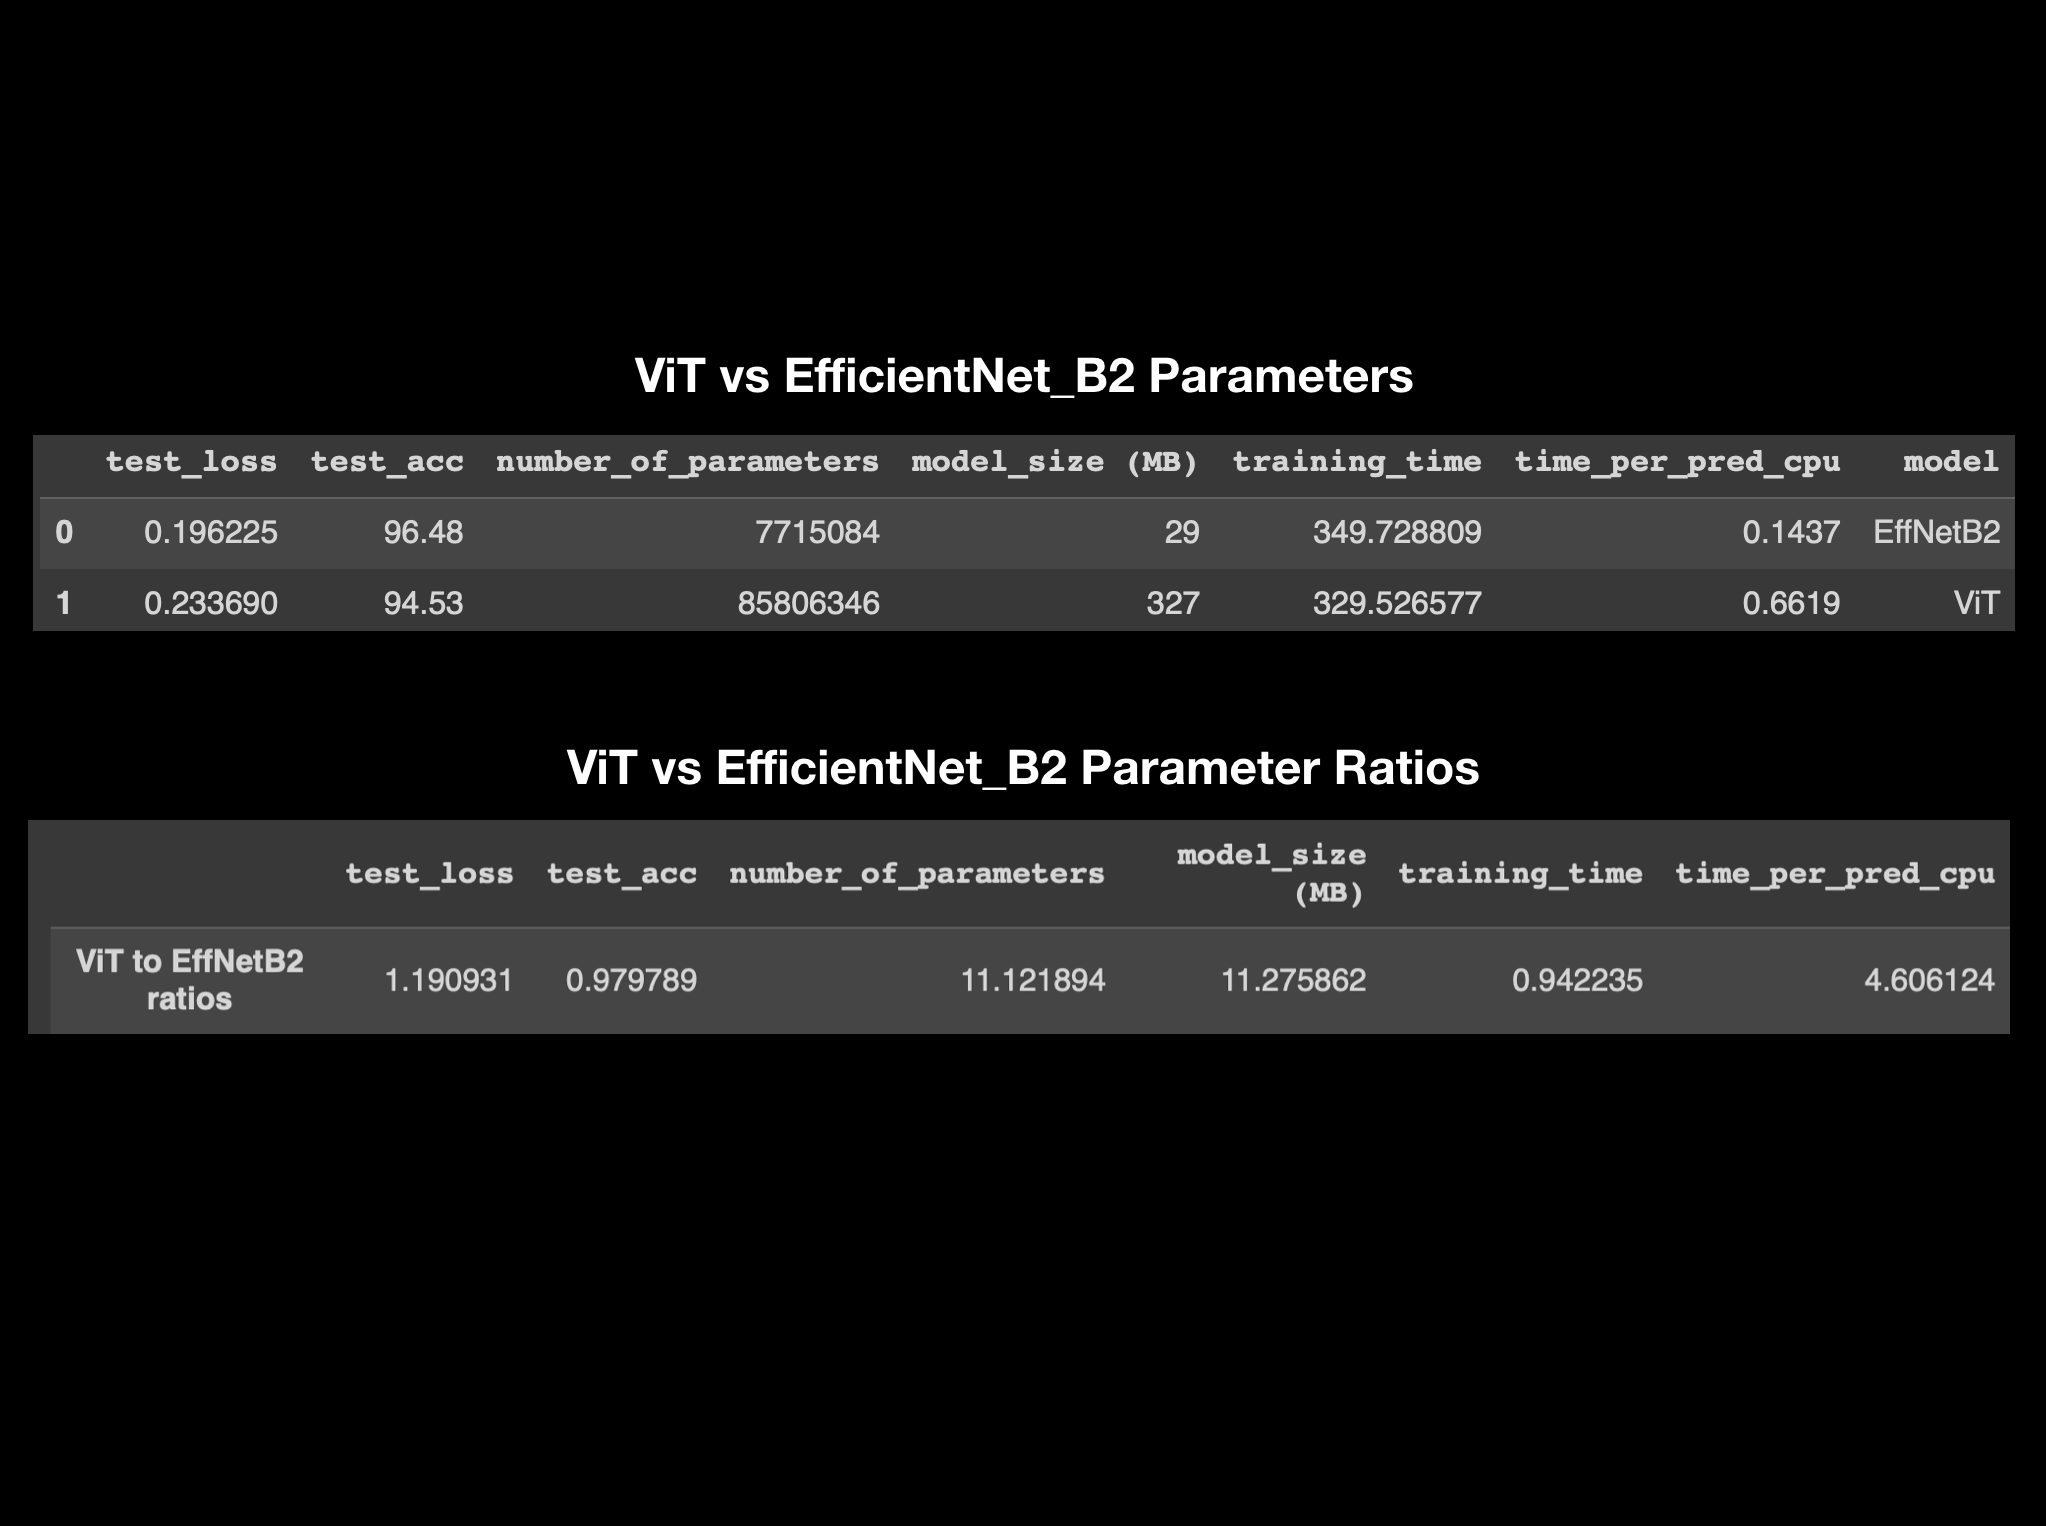 ViT vs EfficientNet_B2 Parameters
test_loss test_acc number_of_parameters model_size (MB) training_time time_per_pred_cpu model
0 0.196225 96.48 7715084 29 349.728809 0.1437 EffNetB2
1 0.233690 94.53 85806346 327 329.526577 0.6619 ViT
ViT vs EfficientNet_B2 Parameter Ratios
test_loss test_acc number_of_parameters model_size (MB) training_time time_per_pred_cpu
ViT to EffNetB2 ratios 1.190931 0.979789 11.121894 11.275862 0.942235 4.606124